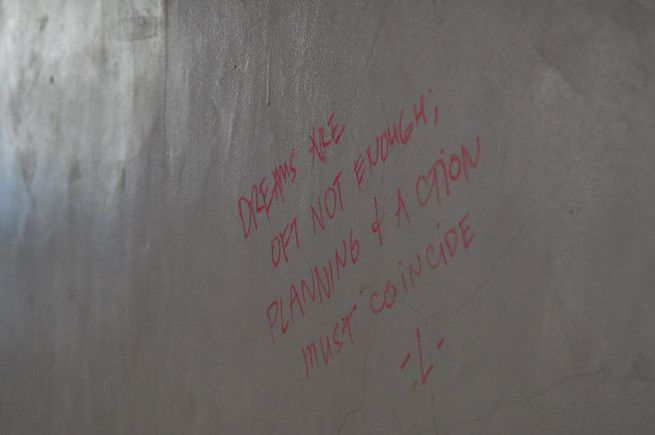 DREAMS ARE
OFT NOT ENOUGH;
PLANNING & ACTION
MUST COINCIDE
-L-